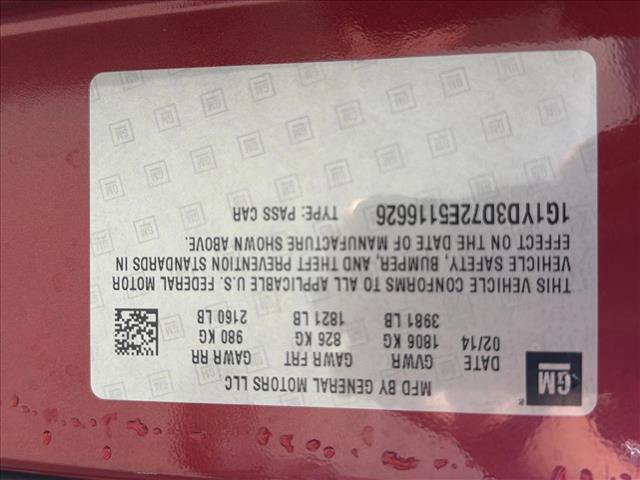 GM
MFD BY GENERAL MOTORS LLC
DATE GVWR GAWR FRT GAWR RR
02/14 1806 KG 826 KG 980 KG
3981 LB 1821 LB 2160 LB
THIS VEHICLE CONFORMS TO ALL APPLICABLE U.S. FEDERAL MOTOR
VEHICLE SAFETY, BUMPER, AND THEFT PREVENTION STANDARDS IN
EFFECT ON THE DATE OF MANUFACTURE SHOWN ABOVE.
1G1YD3D72E5116626 TYPE: PASS CAR